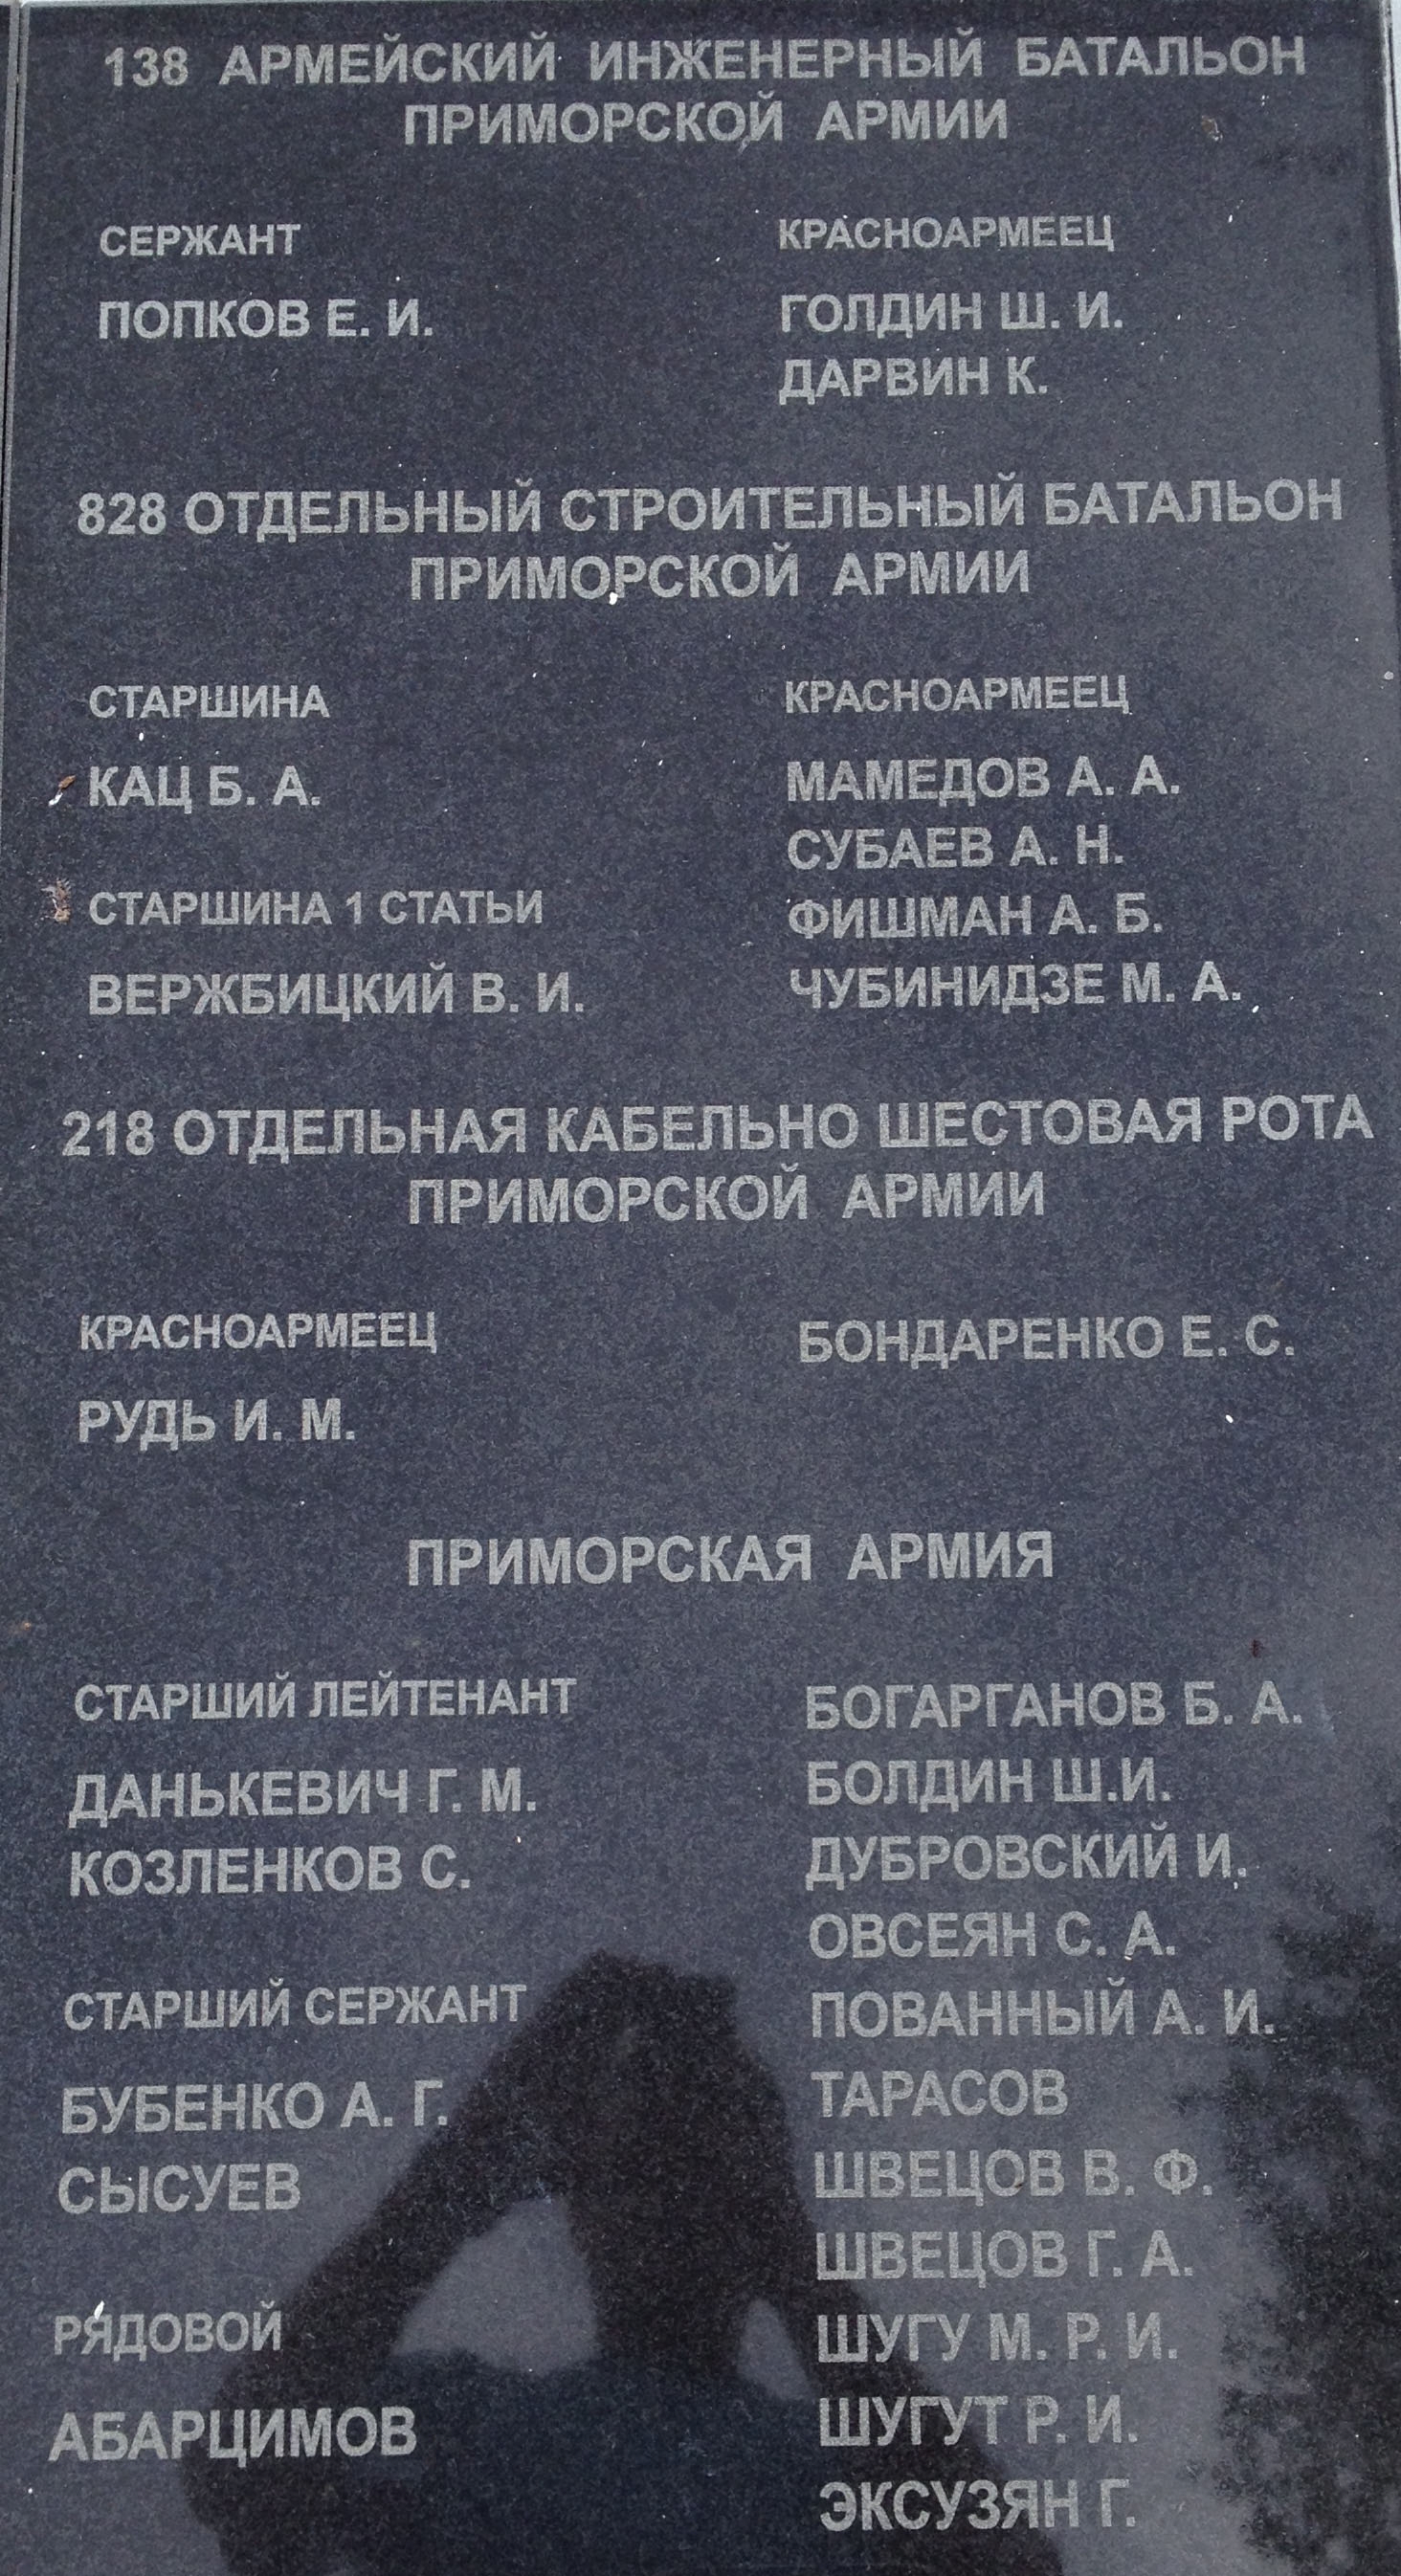 138 АРМЕЙСКИЙ ИНЖЕНЕРНЫЙ БАТАЛЬОН
ПРИМОРСКОЙ АРМИИ
СЕРЖАНТ
ПОПКОВ Е. И.
КРАСНОАРМЕЕЦ
ГОЛДИН Ш. И.
ДАРВИН К.
828 ОТДЕЛЬНЫЙ СТРОИТЕЛЬНЫЙ БАТАЛЬОН
ПРИМОРСКОЙ АРМИИ
СТАРШИНА
КАЦ Б. А.
СТАРШИНА 1 СТАТЬИ
ВЕРЖБИЦКИЙ В. И.
КРАСНОАРМЕЕЦ
МАМЕДОВ А. А.
СУБАЕВ А. Н.
ФИШМАН А. Б.
ЧУБИНИДЗЕ М. А.
218 ОТДЕЛЬНАЯ КАБЕЛЬНО ШЕСТОВАЯ РОТА
ПРИМОРСКОЙ АРМИИ
КРАСНОАРМЕЕЦ
РУДЬ И. М.
БОНДАРЕНКО Е. С.
ПРИМОРСКАЯ АРМИЯ
СТАРШИЙ ЛЕЙТЕНАНТ
ДАНЬКЕВИЧ Г. М.
КОЗЛЕНКОВ С.
СТАРШИЙ СЕРЖАНТ
БУБЕНКО А. Г.
СЫСУЕВ
РЯДОВОЙ
АБАРЦИМОВ
БОГАРГАНОВ Б. А.
БОЛДИН Ш.И.
ДУБРОВСКИЙ И.
ОВСЕЯН С. А.
ПОВАННЫЙ А. И.
ТАРАСОВ
ШВЕЦОВ В. Ф.
ШВЕЦОВ Г. А.
ШУГУ М. Р. И.
ШУГУТ Р. И.
ЭКСУЗЯН Г.